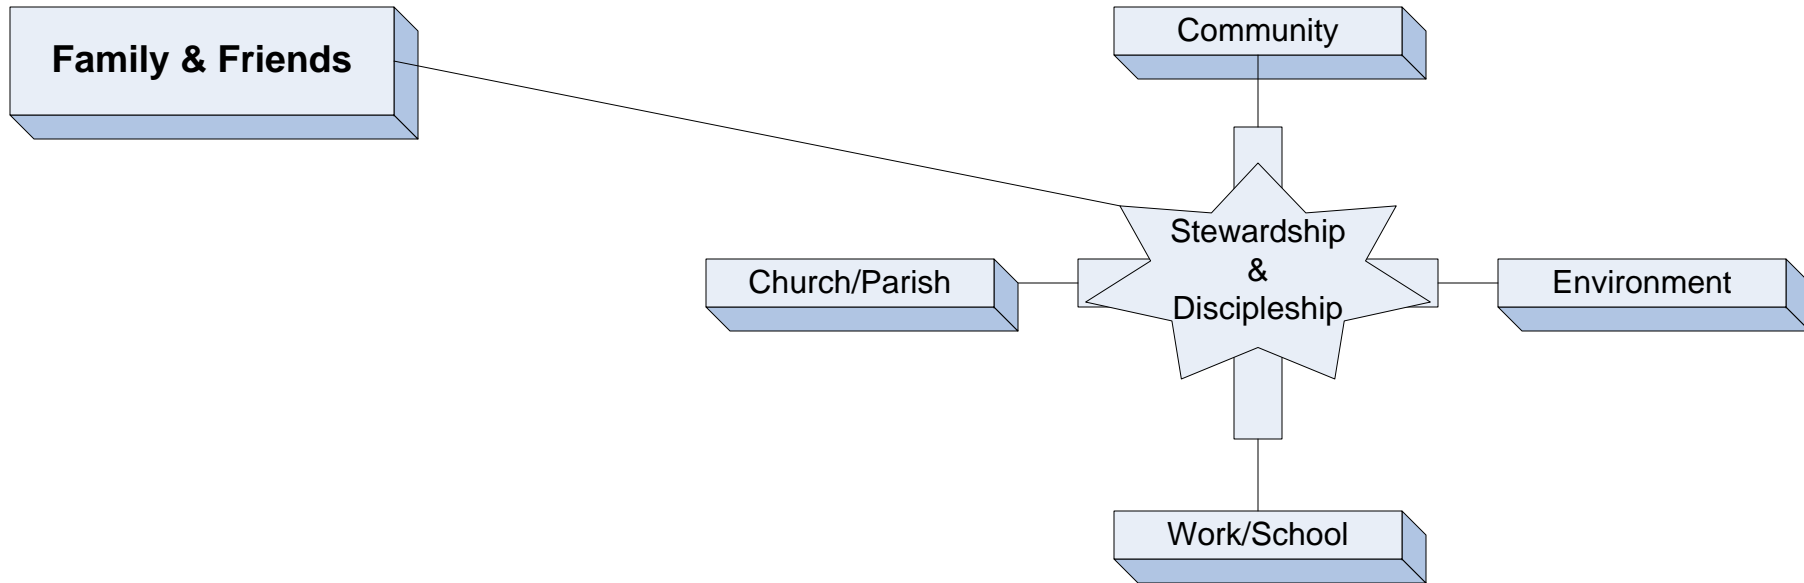 Family & Friends
Community
Stewardship
&
Discipleship
Church/Parish
Environment
Work/School